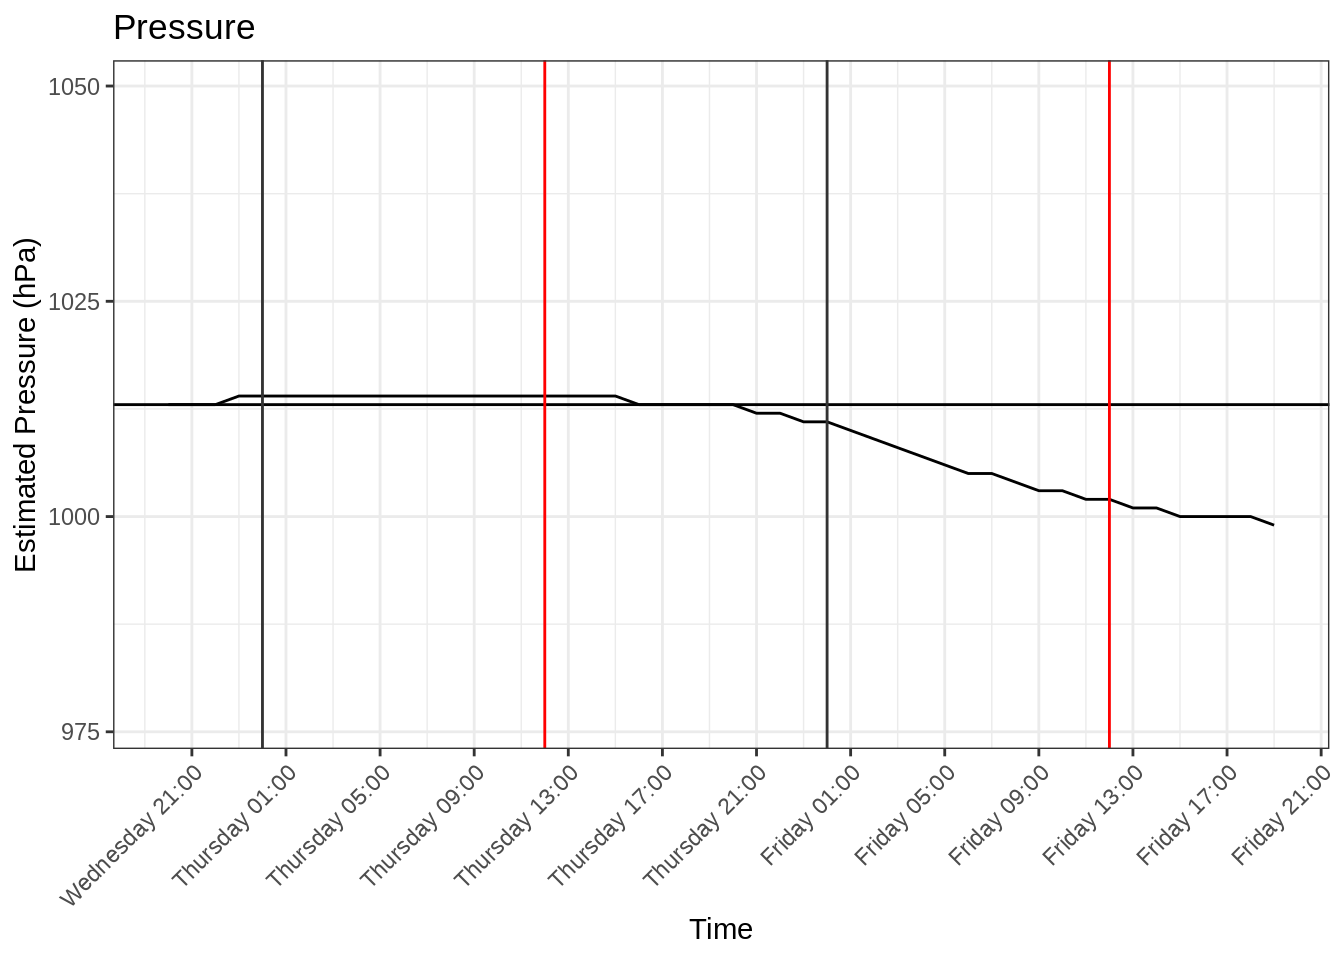 Pressure
Estimated Pressure (hPa)
1050
1025
1000
975
Wednesday 21:00
Thursday 01:00
Thursday 05:00
Thursday 09:00
Thursday 13:00
Thursday 17:00
Thursday 21:00
Friday 01:00
Friday 05:00
Friday 09:00
Friday 13:00
Friday 17:00
Friday 21:00
Time